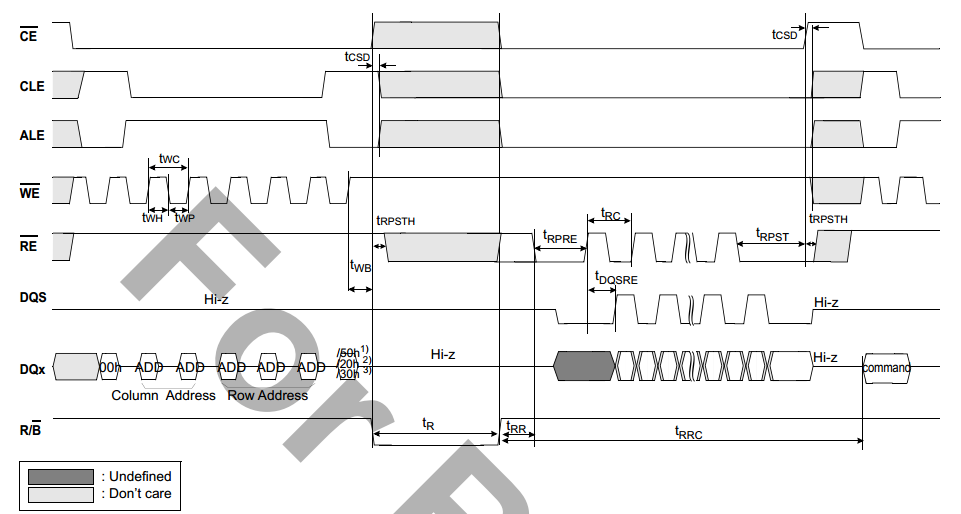 CE
tCSD
tCSD
CLE
ALE
tWC
WE
tWH tWP
tRPSTH
tRC
tRPSTH
RE
tRPRE
tRPST
tWB
tDQSRE
DQS
Hi-z
Hi-z
DQx
00h ADD ADD ADD ADD ADD
/50h 1)
/20h 2)
/30h 3)
Hi-z
Hi-z
command
Column Address Row Address
R/B
tR
tRR
tRRC
: Undefined
: Don't care
For